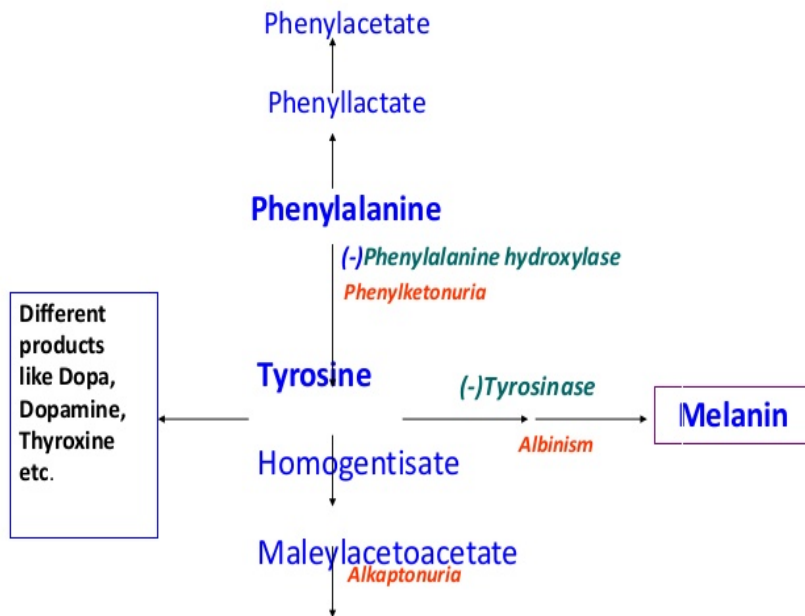 Phenylacetate
Phenyllactate
Phenylalanine
(-)Phenylalanine hydroxylase
Phenylketonuria
Different
products
like Dopa,
Dopamine,
Thyroxine
etc.
Tyrosine
(-)Tyrosinase
Melanin
Albinism
Homogentisate
Maleylacetoacetate
Alkaptonuria